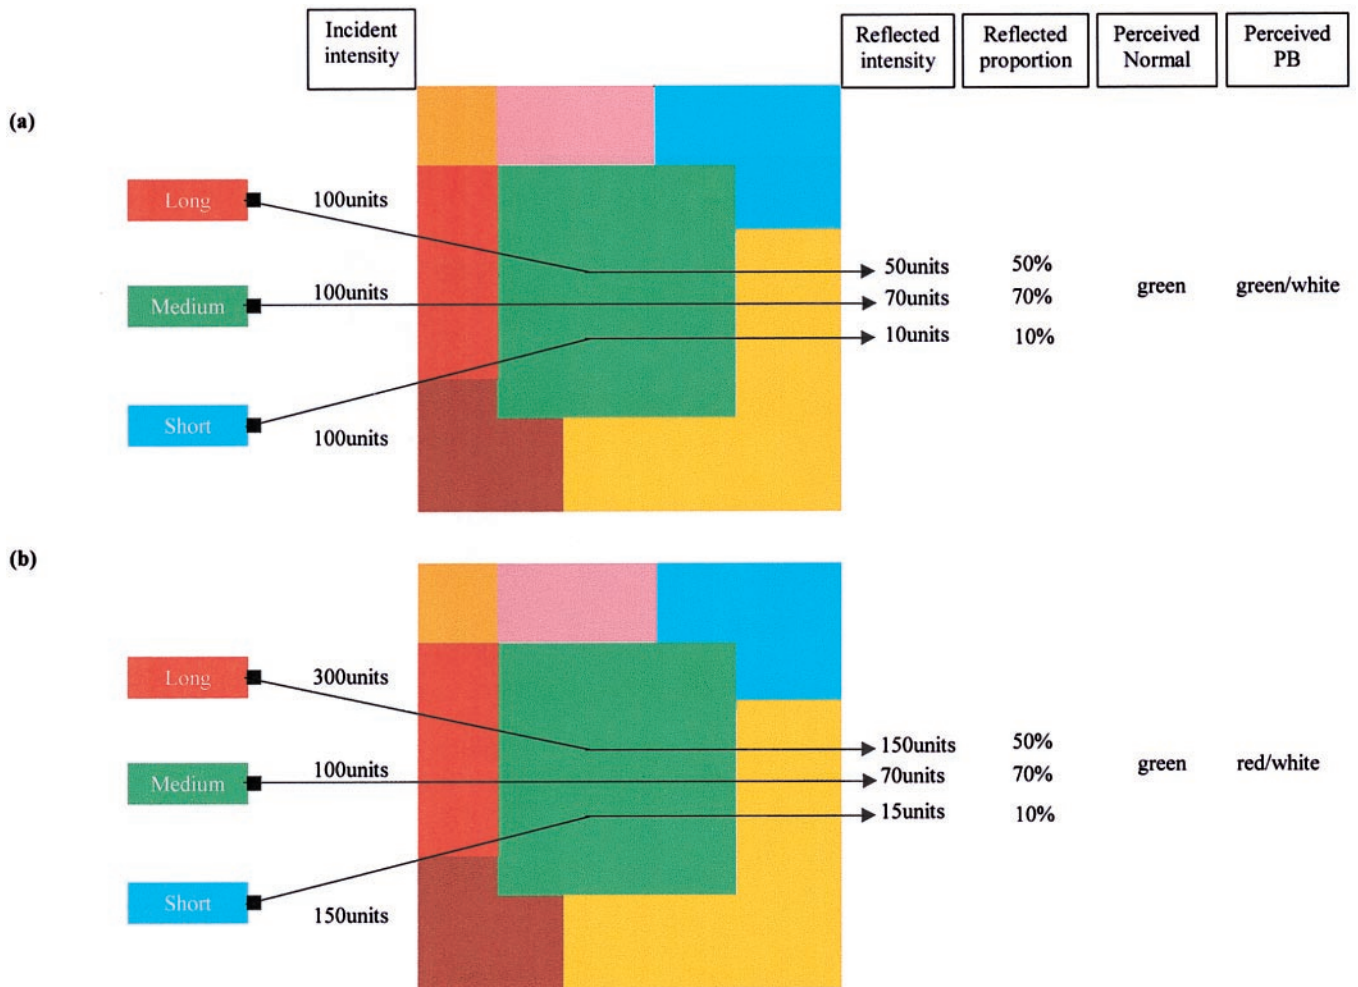 Incident
intensity
Reflected
intensity
Reflected
proportion
Perceived
Normal
Perceived
PB
(a)
Long
100units
Medium
100units
Short
100units
50units 50%
70units 70%
10units 10%
green
green/white
(b)
Long
300units
Medium
100units
Short
150units
150units 50%
70units 70%
15units 10%
green
red/white